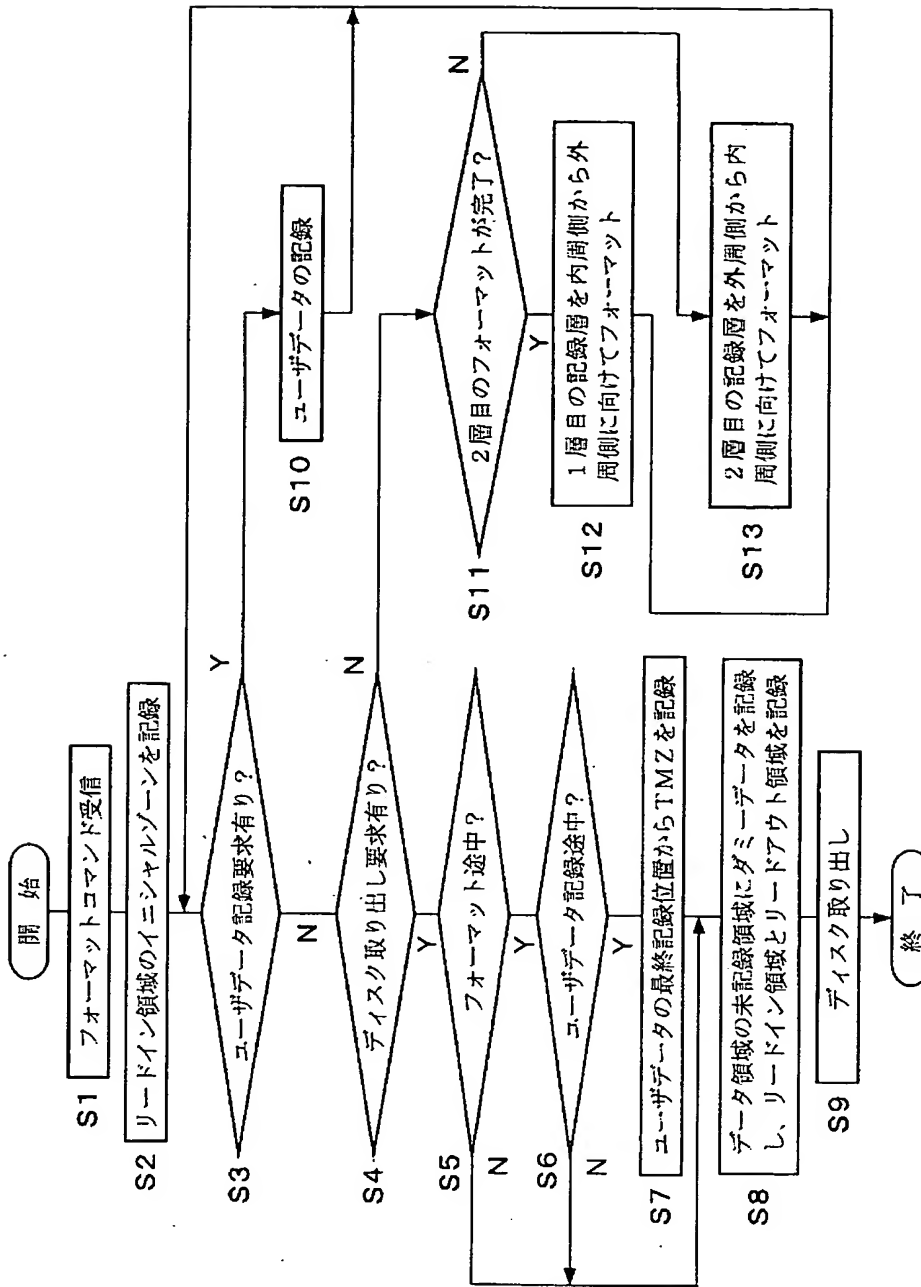 開 始
S1
フォーマットコマンド受信
S2
リードイン領域のイニシャルゾーンを記録
S3
ユーザデータ記録要求有り?
Y
N
S4
ディスク取り出し要求有り?
N
Y
S5
フォーマット途中?
N
Y
S6
ユーザデータ記録途中?
N
Y
S7
ユーザデータの最終記録位置からTMZを記録
S8
データ領域の未記録領域にダミーデータを記録
し、リードイン領域とリードアウト領域を記録
S9
ディスク取り出し
終 了
S10
ユーザデータの記録
S11
2層目のフォーマットが完了?
N
Y
S12
1層目の記録層を内周側から外
周側に向けてフォーマット
S13
2層目の記録層を外周側から内
周側に向けてフォーマット